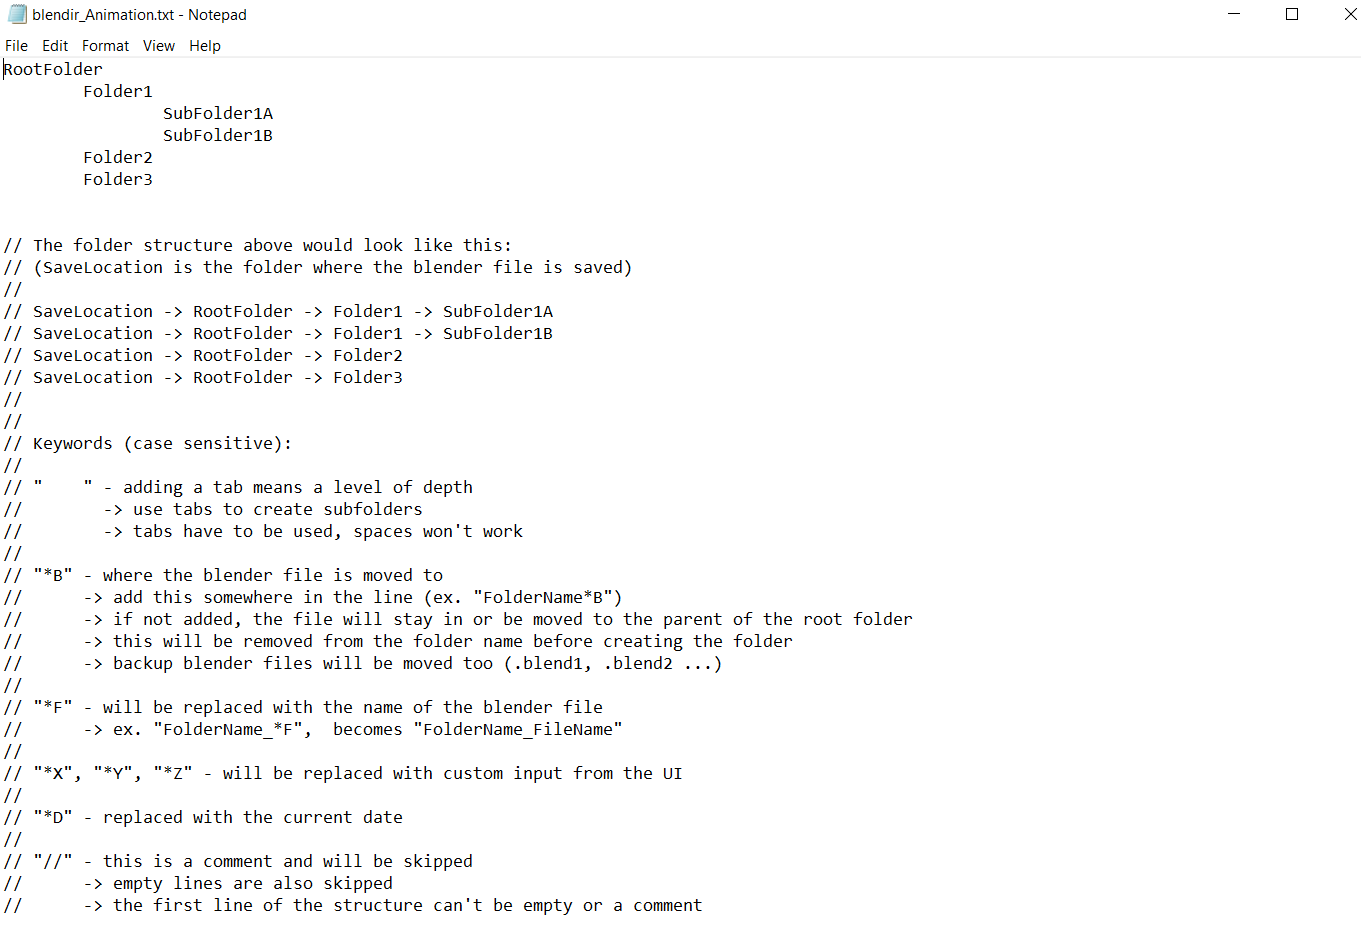 blendir_Animation.txt - Notepad
File Edit Format View Help
RootFolder
	Folder1
		SubFolder1A
		SubFolder1B
	Folder2
	Folder3
// The folder structure above would look like this:
// (SaveLocation is the folder where the blender file is saved)
//
// SaveLocation -> RootFolder -> Folder1 -> SubFolder1A
// SaveLocation -> RootFolder -> Folder1 -> SubFolder1B
// SaveLocation -> RootFolder -> Folder2
// SaveLocation -> RootFolder -> Folder3
//
//
// Keywords (case sensitive):
//
// "    " - adding a tab means a level of depth
//        -> use tabs to create subfolders
//        -> tabs have to be used, spaces won't work
//
// "*B" - where the blender file is moved to
//      -> add this somewhere in the line (ex. "FolderName*B")
//      -> if not added, the file will stay in or be moved to the parent of the root folder
//      -> this will be removed from the folder name before creating the folder
//      -> backup blender files will be moved too (.blend1, .blend2 ...)
//
// "*F" - will be replaced with the name of the blender file
//      -> ex. "FolderName_*F",  becomes "FolderName_FileName"
//
// "*X", "*Y", "*Z" - will be replaced with custom input from the UI
//
// "*D" - replaced with the current date
//
// "//" - this is a comment and will be skipped
//      -> empty lines are also skipped
//      -> the first line of the structure can't be empty or a comment